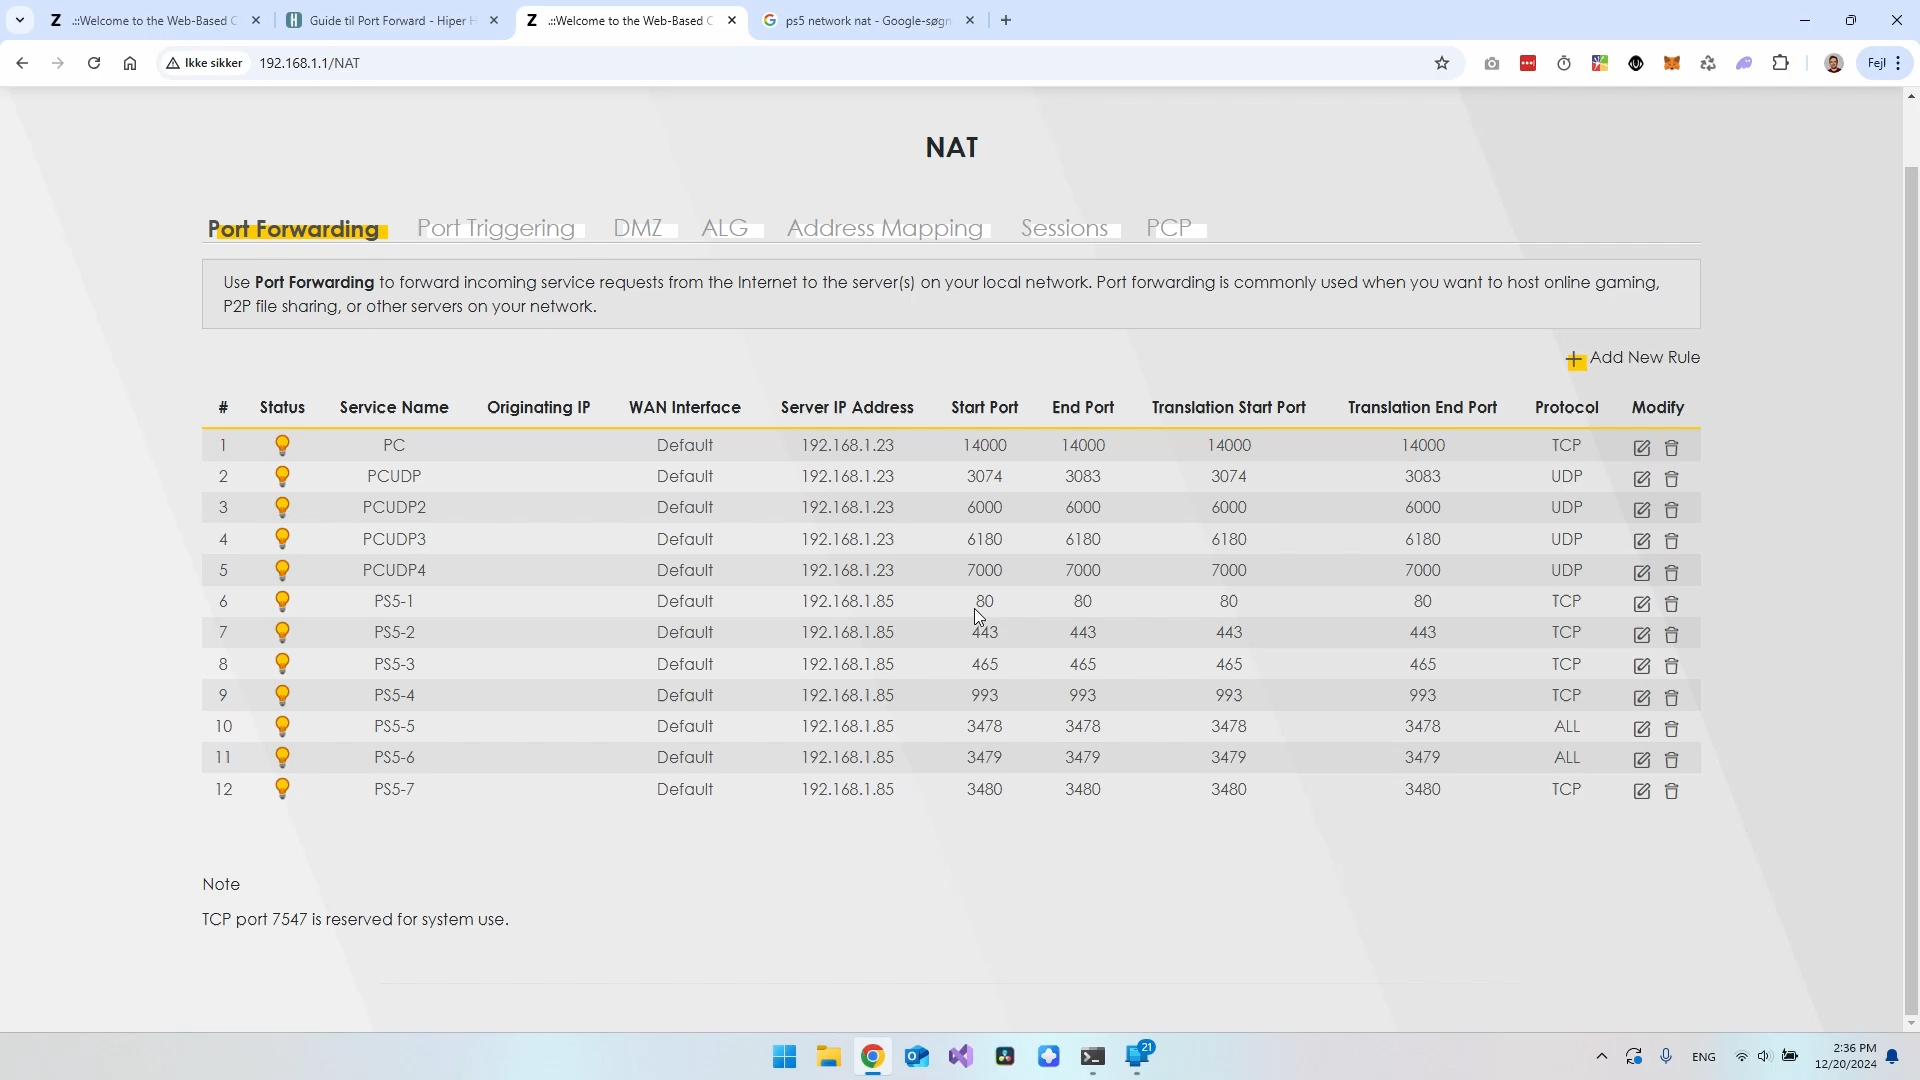 .::Welcome to the Web-Based C
Guide til Port Forward - Hiper H
.::Welcome to the Web-Based C
ps5 network nat - Google-søgn
Ikke sikker
192.168.1.1/NAT
Fejl
NAT
Port Forwarding
Port Triggering
DMZ
ALG
Address Mapping
Sessions
PCP
Use Port Forwarding to forward incoming service requests from the Internet to the server(s) on your local network. Port forwarding is commonly used when you want to host online gaming,
P2P file sharing, or other servers on your network.
Add New Rule
# Status Service Name Originating IP WAN Interface Server IP Address Start Port End Port Translation Start Port Translation End Port Protocol Modify
1 PC Default 192.168.1.23 14000 14000 14000 14000 TCP
2 PCUDP Default 192.168.1.23 3074 3083 3074 3083 UDP
3 PCUDP2 Default 192.168.1.23 6000 6000 6000 6000 UDP
4 PCUDP3 Default 192.168.1.23 6180 6180 6180 6180 UDP
5 PCUDP4 Default 192.168.1.23 7000 7000 7000 7000 UDP
6 PS5-1 Default 192.168.1.85 80 80 80 80 TCP
7 PS5-2 Default 192.168.1.85 443 443 443 443 TCP
8 PS5-3 Default 192.168.1.85 465 465 465 465 TCP
9 PS5-4 Default 192.168.1.85 993 993 993 993 TCP
10 PS5-5 Default 192.168.1.85 3478 3478 3478 3478 ALL
11 PS5-6 Default 192.168.1.85 3479 3479 3479 3479 ALL
12 PS5-7 Default 192.168.1.85 3480 3480 3480 3480 TCP
Note
TCP port 7547 is reserved for system use.
21
ENG
2:36 PM
12/20/2024